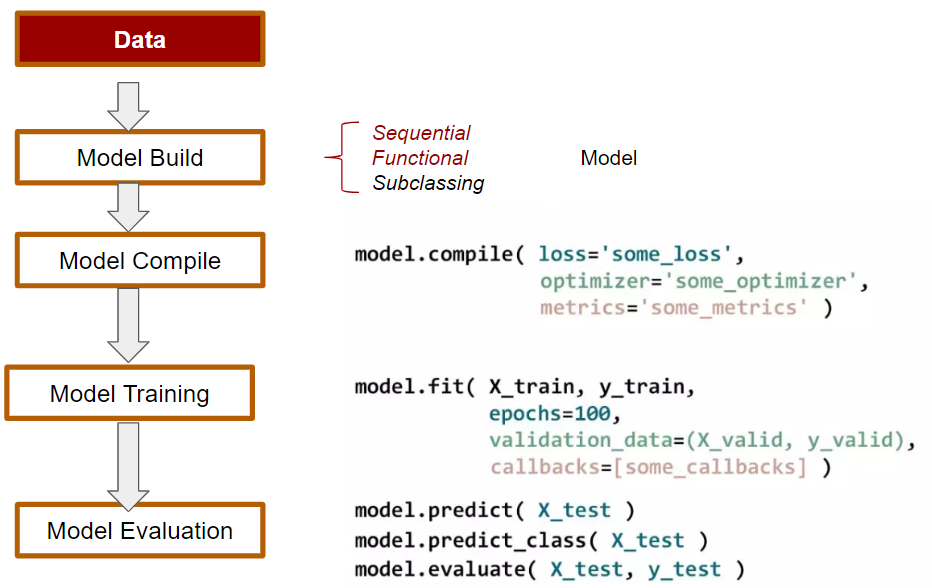 Data
Model Build
Sequential
Functional
Subclassing
Model
Model Compile
model.compile( loss='some_loss',
optimizer='some_optimizer',
metrics='some_metrics' )
Model Training
model.fit( X_train, y_train,
epochs=100,
validation_data=(X_valid, y_valid),
callbacks=[some_callbacks] )
Model Evaluation
model.predict( X_test )
model.predict_class( X_test )
model.evaluate( X_test, y_test )